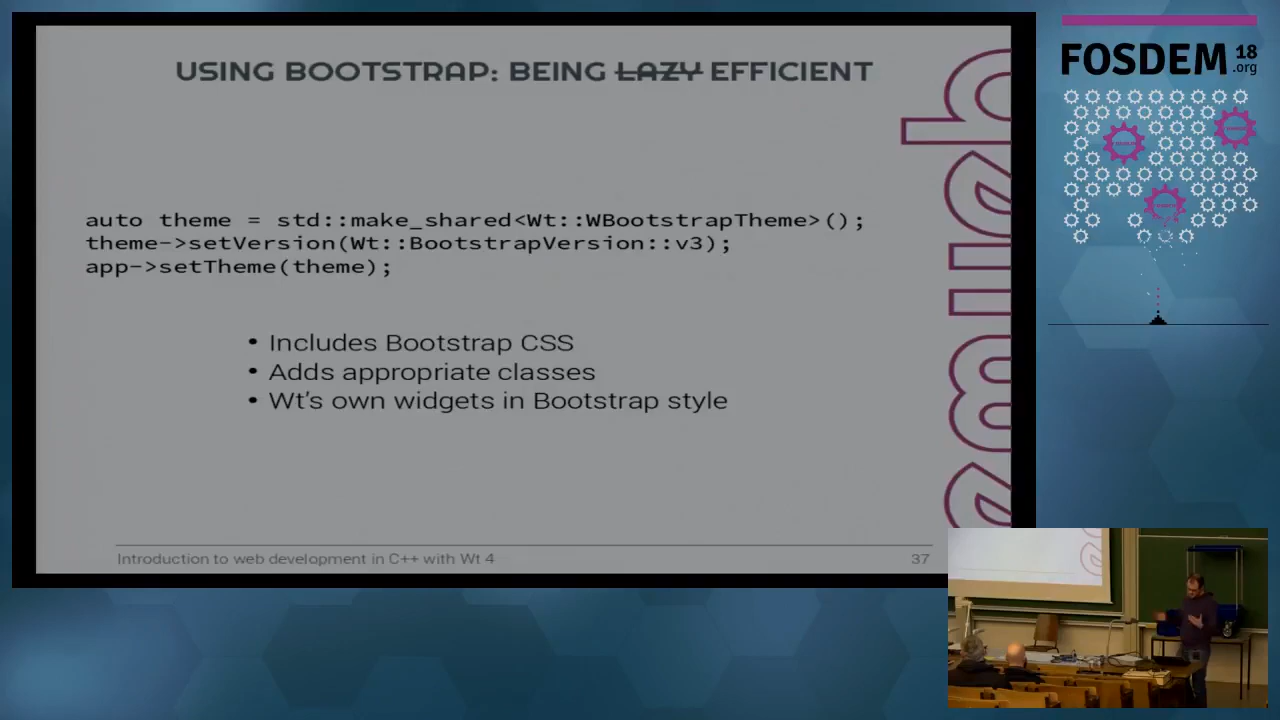 USING BOOTSTRAP: BEING LAZY EFFICIENT
auto theme = std::make_shared<Wt::WBootstrapTheme>();
theme->setVersion(Wt::BootstrapVersion::v3);
app->setTheme(theme);
• Includes Bootstrap CSS
• Adds appropriate classes
• Wt's own widgets in Bootstrap style
Introduction to web development in C++ with Wt 4
37
FOSDEM 18
.org